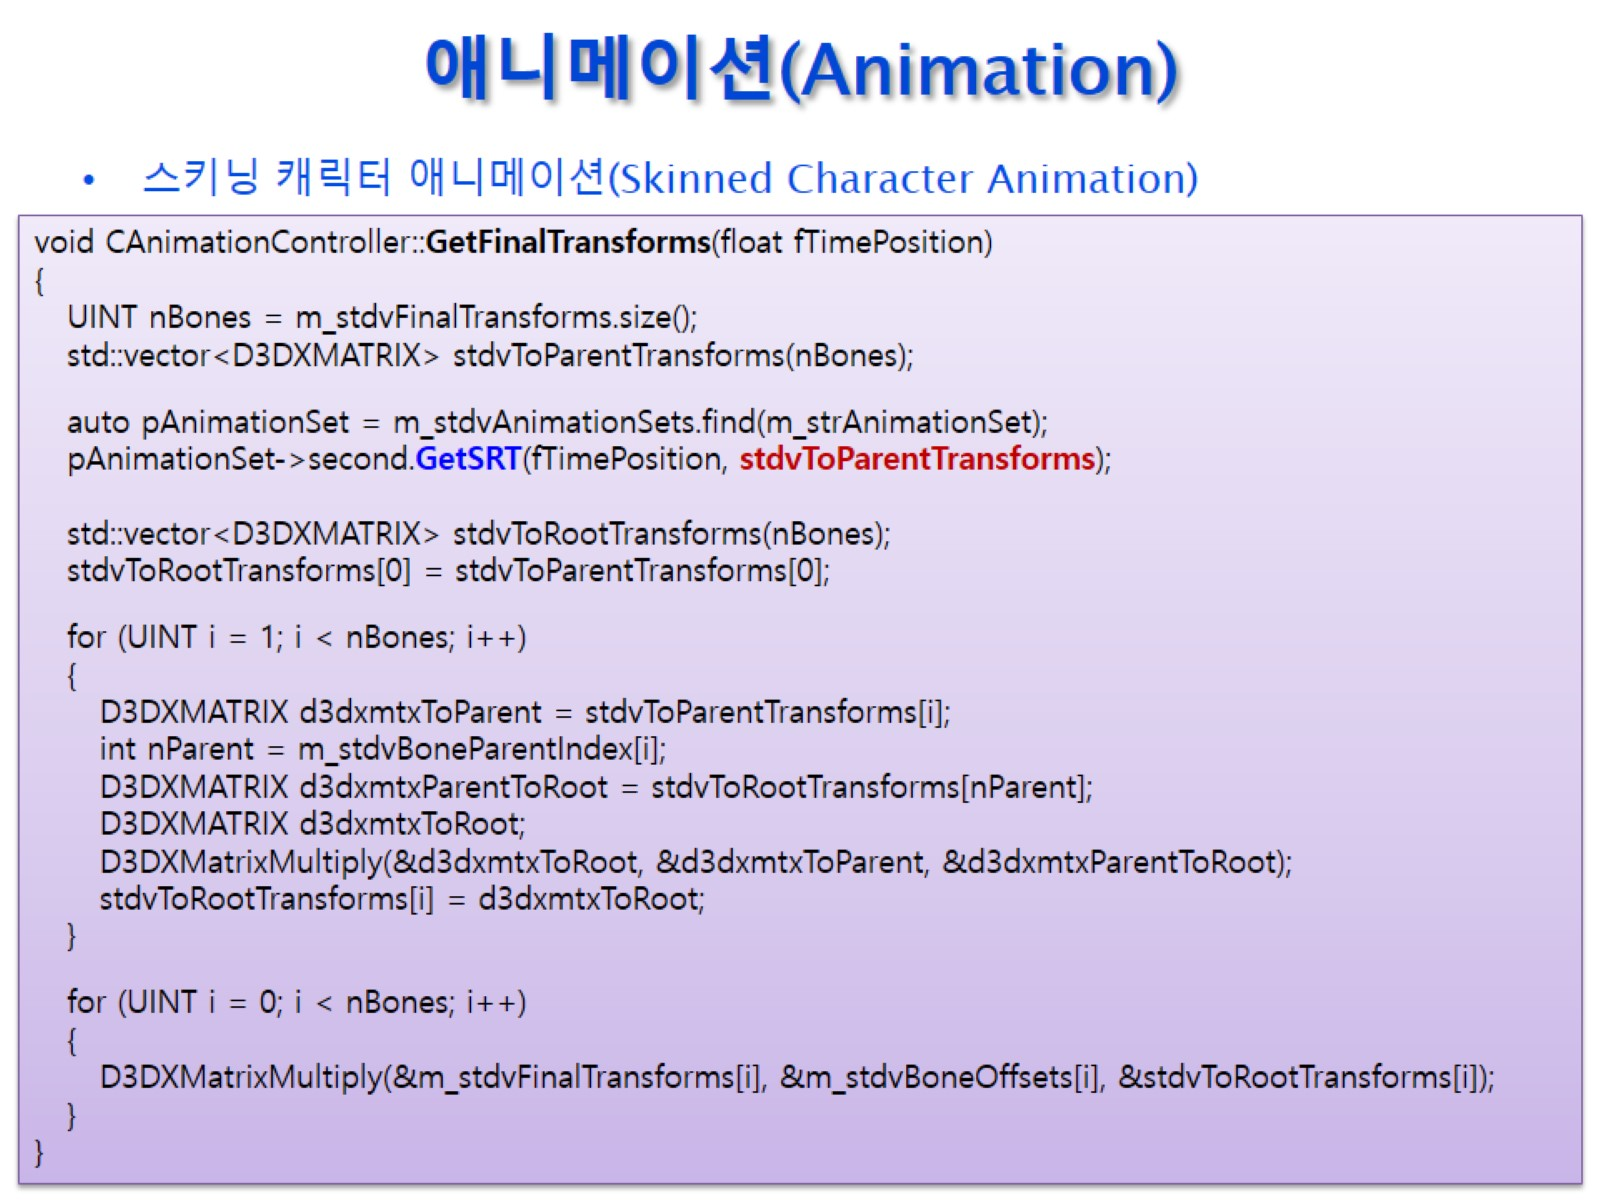 애니메이션(Animation)
• 스키닝 캐릭터 애니메이션(Skinned Character Animation)
void CAnimationController::GetFinalTransforms(float fTimePosition)
{
UINT nBones = m_stdvFinalTransforms.size();
std::vector<D3DXMATRIX> stdvToParentTransforms(nBones);
auto pAnimationSet = m_stdvAnimationSets.find(m_strAnimationSet);
pAnimationSet->second.GetSRT(fTimePosition, stdvToParentTransforms);
std::vector<D3DXMATRIX> stdvToRootTransforms(nBones);
stdvToRootTransforms[0] = stdvToParentTransforms[0];
for (UINT i = 1; i < nBones; i++)
{
D3DXMATRIX d3dxmtxToParent = stdvToParentTransforms[i];
int nParent = m_stdvBoneParentIndex[i];
D3DXMATRIX d3dxmtxParentToRoot = stdvToRootTransforms[nParent];
D3DXMATRIX d3dxmtxToRoot;
D3DXMatrixMultiply(&d3dxmtxToRoot, &d3dxmtxToParent, &d3dxmtxParentToRoot);
stdvToRootTransforms[i] = d3dxmtxToRoot;
}
for (UINT i = 0; i < nBones; i++)
{
D3DXMatrixMultiply(&m_stdvFinalTransforms[i], &m_stdvBoneOffsets[i], &stdvToRootTransforms[i]);
}
}